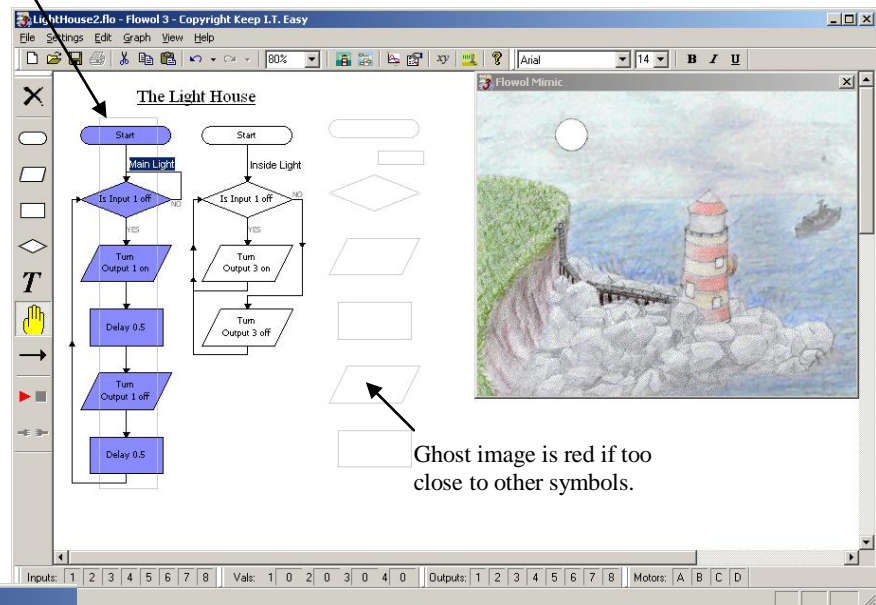 LightHouse2.flo - Flowol 3 - Copyright Keep I.T. Easy
File Settings Edit Graph View Help
80% xy ? Arial 14 B I U
The Light House
Flowol Mimic
Start
Main Light
Is Input 1 off
NO
YES
Turn
Output 1 on
Delay 0.5
Turn
Output 1 off
Delay 0.5
Start
Inside Light
Is Input 1 off
NO
YES
Turn
Output 3 on
Turn
Output 3 off
T
Ghost image is red if too
close to other symbols.
Inputs: 1 2 3 4 5 6 7 8 Vals: 1 0 2 0 3 0 4 0 Outputs: 1 2 3 4 5 6 7 8 Motors: A B C D